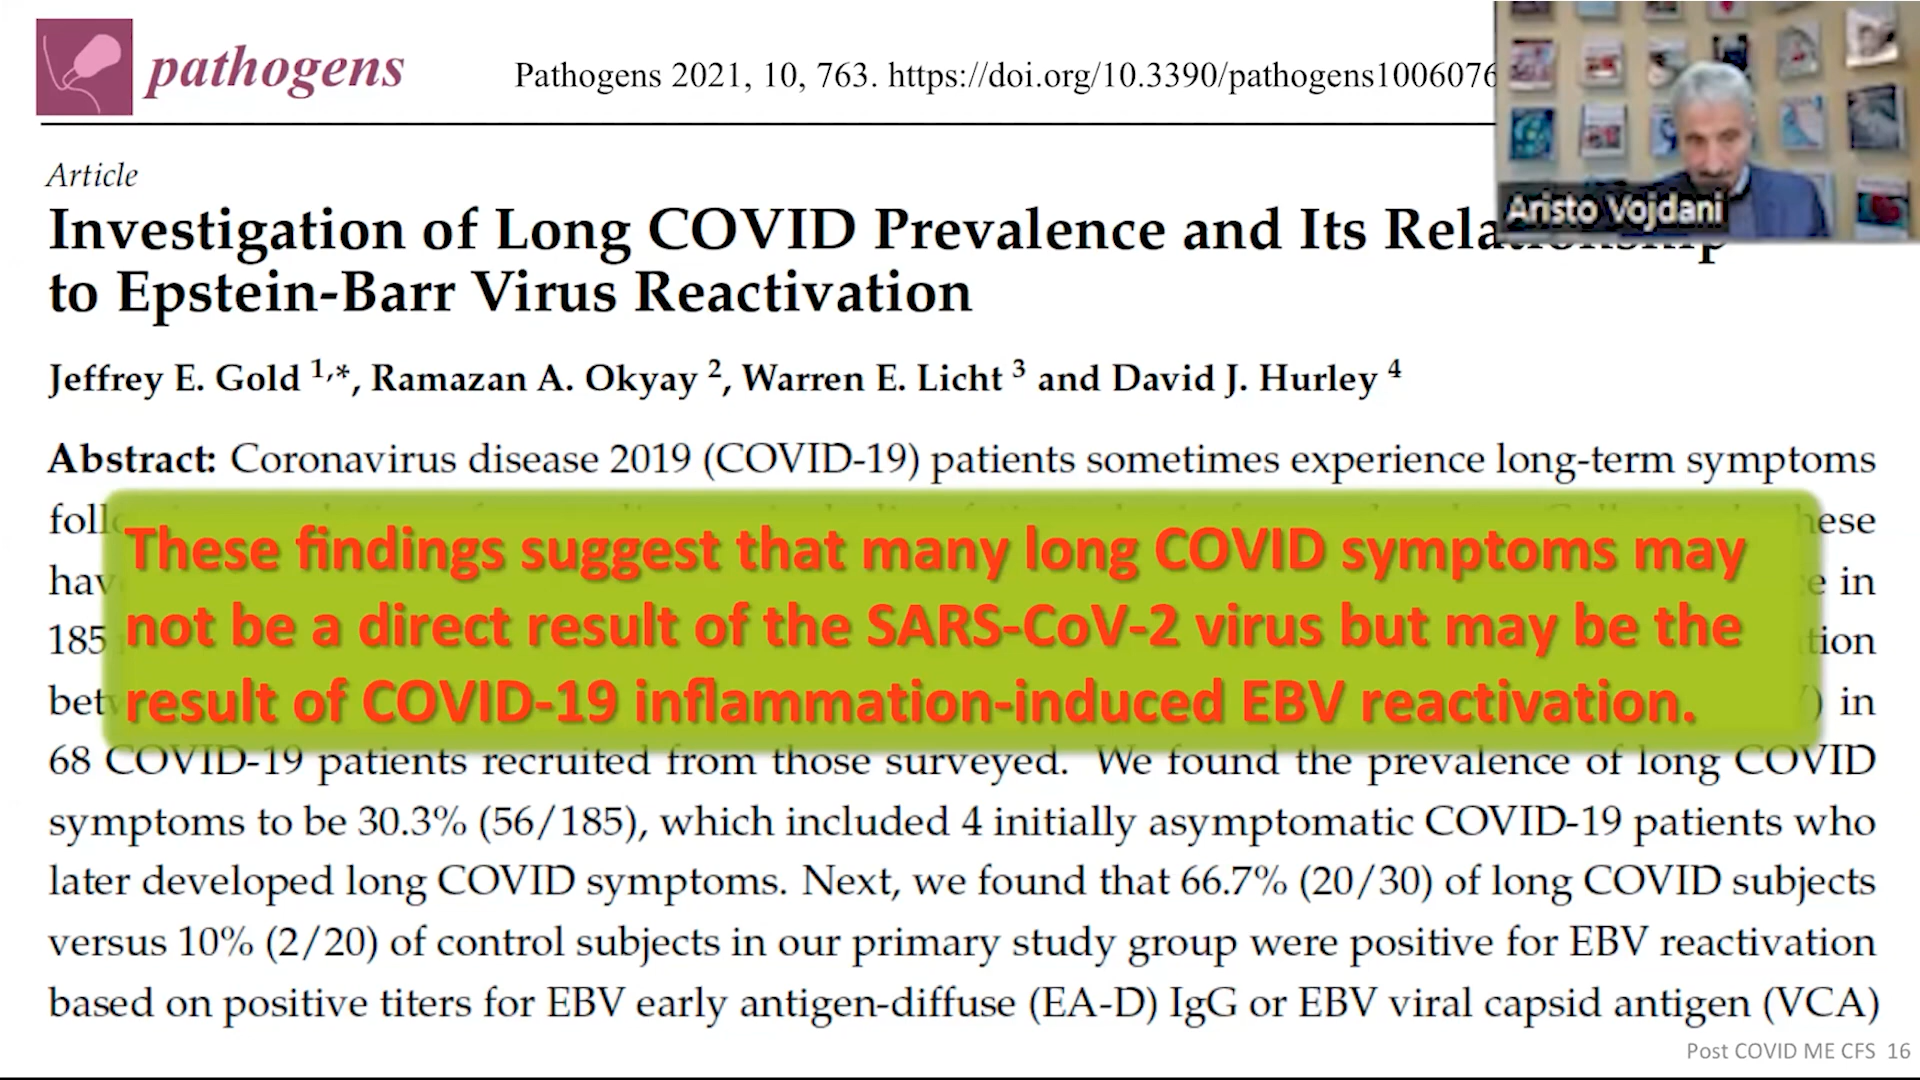 pathogens
Pathogens 2021, 10, 763. https://doi.org/10.3390/pathogens1006076
Aristo Vojdani
Article
Investigation of Long COVID Prevalence and Its Relationship
to Epstein-Barr Virus Reactivation
Jeffrey E. Gold 1,*, Ramazan A. Okyay 2, Warren E. Licht 3 and David J. Hurley 4
Abstract: Coronavirus disease 2019 (COVID-19) patients sometimes experience long-term symptoms
These findings suggest that many long COVID symptoms may
not be a direct result of the SARS-CoV-2 virus but may be the
result of COVID-19 inflammation-induced EBV reactivation.
in
185
in
68 COVID-19 patients recruited from those surveyed. We found the prevalence of long COVID
symptoms to be 30.3% (56/185), which included 4 initially asymptomatic COVID-19 patients who
later developed long COVID symptoms. Next, we found that 66.7% (20/30) of long COVID subjects
versus 10% (2/20) of control subjects in our primary study group were positive for EBV reactivation
based on positive titers for EBV early antigen-diffuse (EA-D) IgG or EBV viral capsid antigen (VCA)
Post COVID ME CFS 16